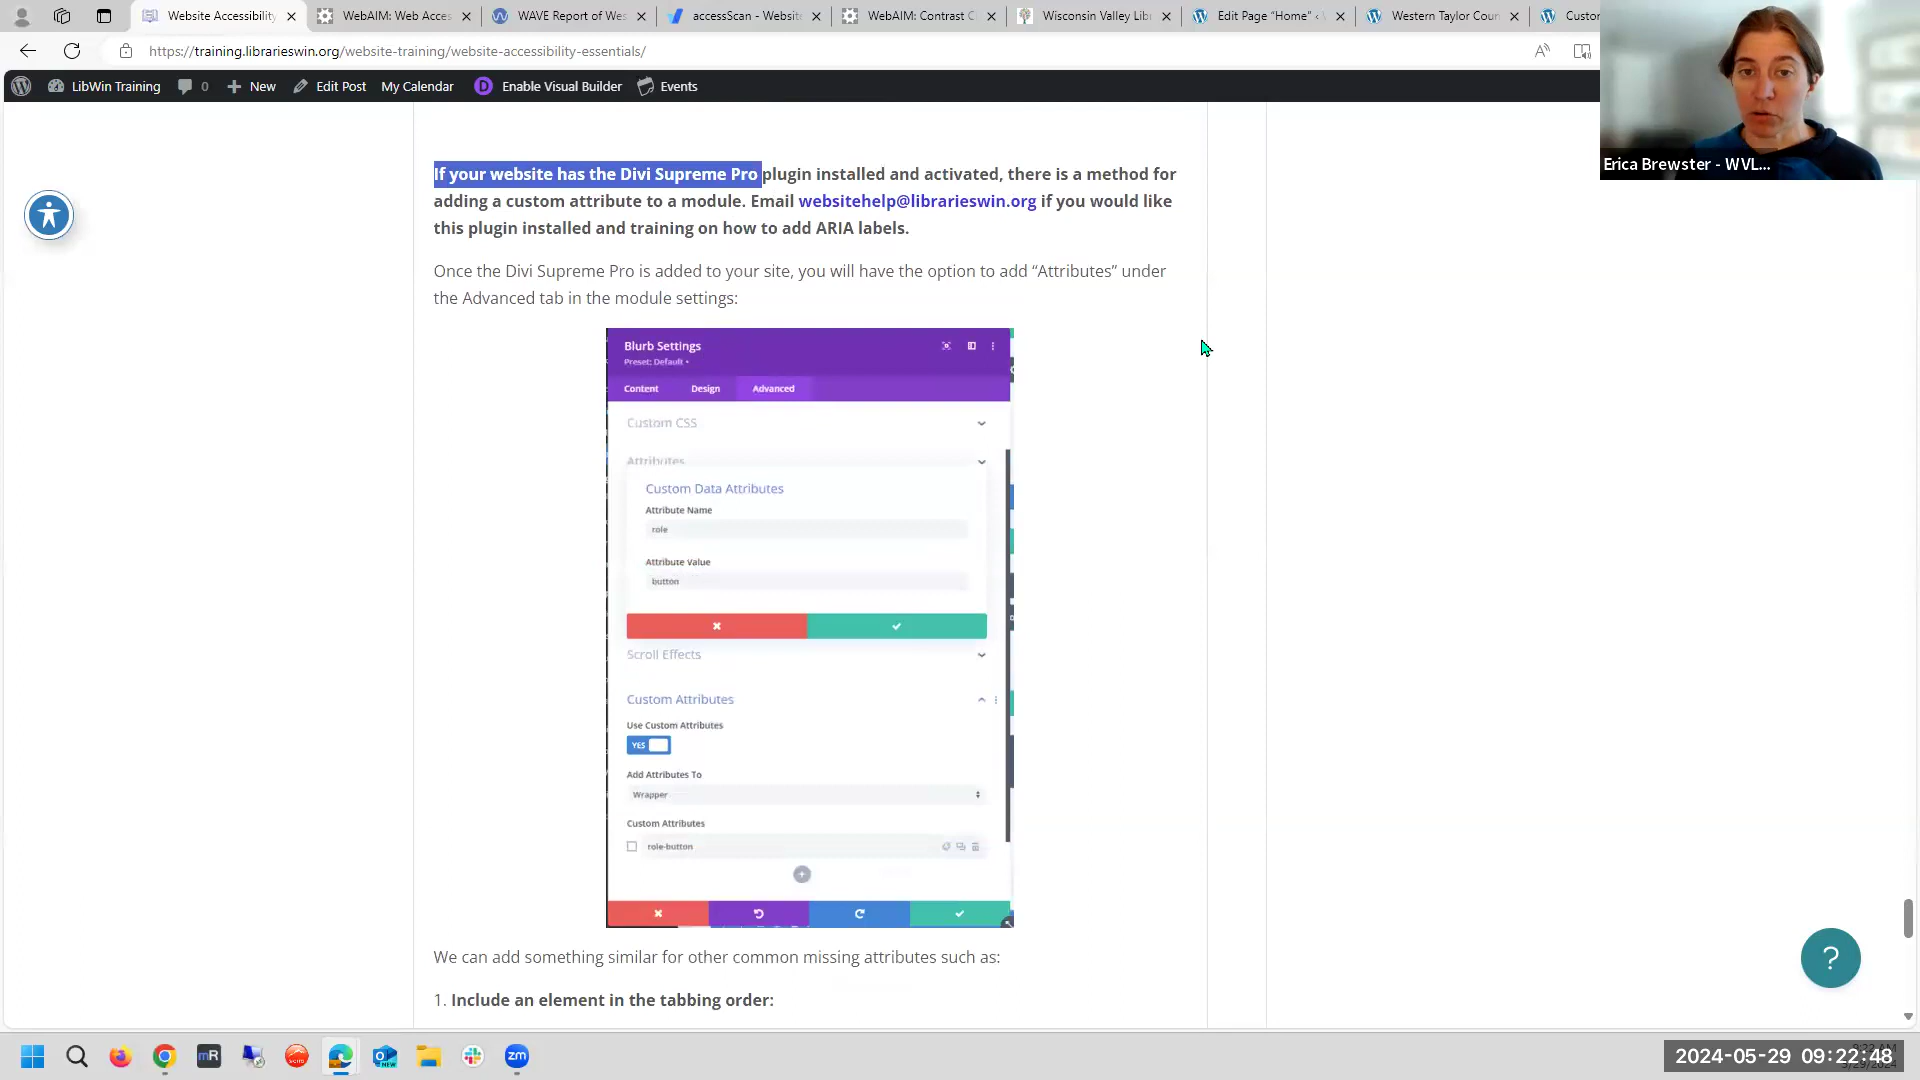 Website Accessibility
WebAIM: Web Acces
WAVE Report of Wes
accessScan - Website
WebAIM: Contrast C
Wisconsin Valley Lib
Edit Page “Home” ‹
Western Taylor Coun
Custo
https://training.librarieswin.org/website-training/website-accessibility-essentials/
LibWin Training
0
New
Edit Post
My Calendar
D
Enable Visual Builder
Events
Erica Brewster - WVL...
If your website has the Divi Supreme Pro plugin installed and activated, there is a method for
adding a custom attribute to a module. Email websitehelp@librarieswin.org if you would like
this plugin installed and training on how to add ARIA labels.
Once the Divi Supreme Pro is added to your site, you will have the option to add “Attributes” under
the Advanced tab in the module settings:
Blurb Settings
Preset: Default
Content
Design
Advanced
Custom CSS
Attributes
Custom Data Attributes
Attribute Name
role
Attribute Value
button
Scroll Effects
Custom Attributes
Use Custom Attributes
YES
Add Attributes To
Wrapper
Custom Attributes
role-button
We can add something similar for other common missing attributes such as:
1. Include an element in the tabbing order:
?
mR
NEW
zm
2024-05-29 09:22:48